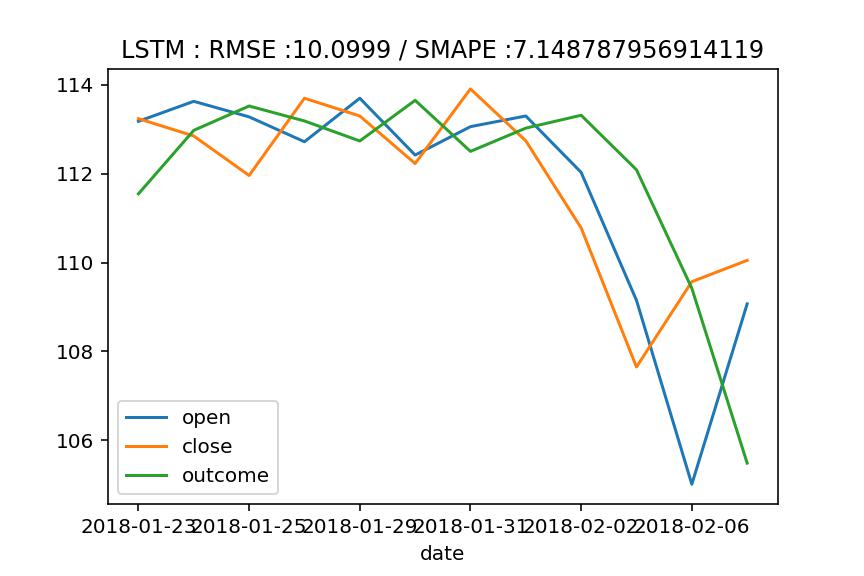 LSTM : RMSE :10.0999 / SMAPE :7.148787956914119
114
112
110
108
106
open
close
outcome
2018-01-23 2018-01-25 2018-01-29 2018-01-31 2018-02-02 2018-02-06
date